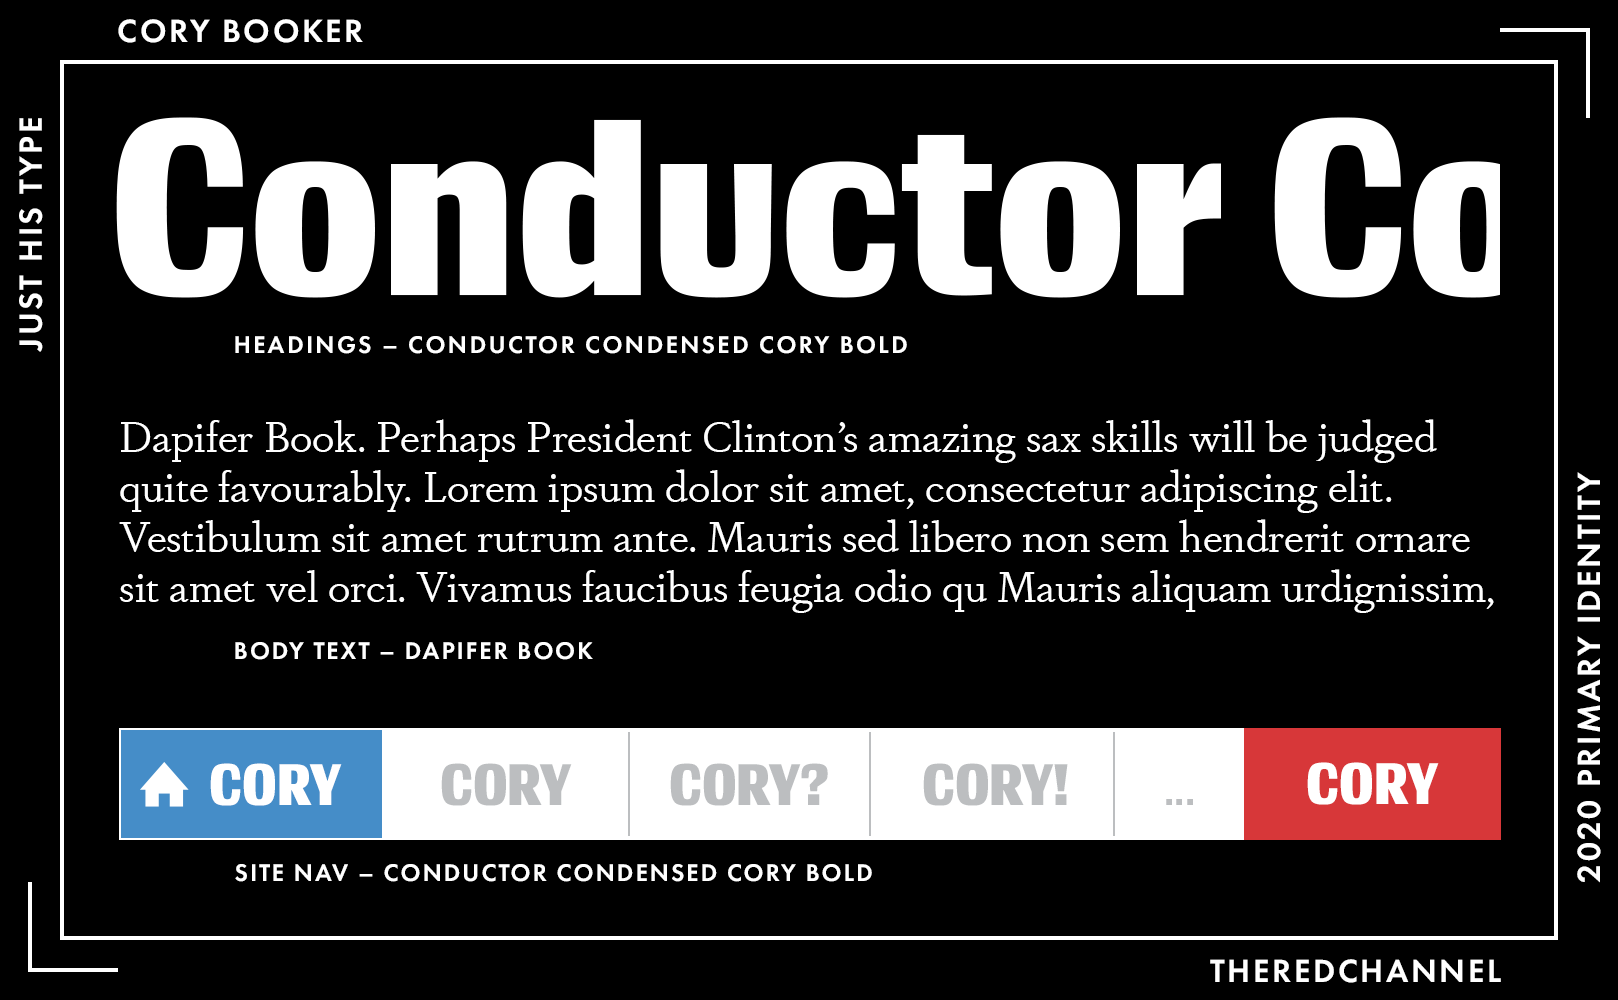 CORY BOOKER
JUST HIS TYPE
Conductor Co
HEADINGS – CONDUCTOR CONDENSED CORY BOLD
Dapifer Book. Perhaps President Clinton’s amazing sax skills will be judged
quite favourably. Lorem ipsum dolor sit amet, consectetur adipiscing elit.
Vestibulum sit amet rutrum ante. Mauris sed libero non sem hendrerit ornare
sit amet vel orci. Vivamus faucibus feugia odio qu Mauris aliquam urdignissim,
BODY TEXT – DAPIFER BOOK
CORY CORY CORY? CORY! ... CORY
SITE NAV – CONDUCTOR CONDENSED CORY BOLD
2020 PRIMARY IDENTITY
THEREDCHANNEL